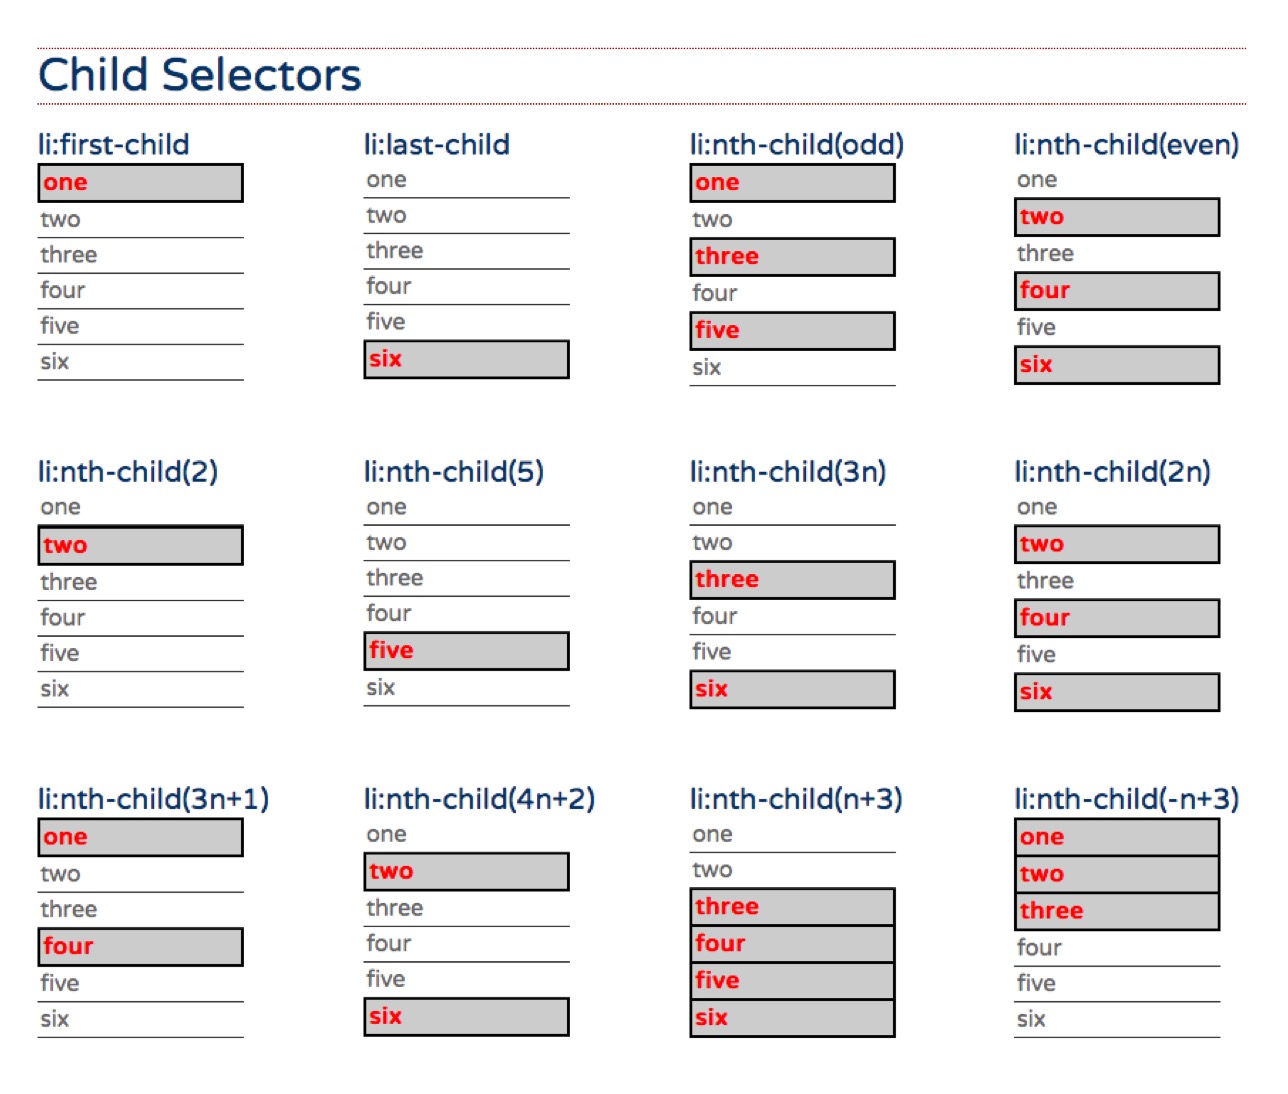 Child Selectors
li:first-child
one
two
three
four
five
six
li:last-child
one
two
three
four
five
six
li:nth-child(odd)
one
two
three
four
five
six
li:nth-child(even)
one
two
three
four
five
six
li:nth-child(2)
one
two
three
four
five
six
li:nth-child(5)
one
two
three
four
five
six
li:nth-child(3n)
one
two
three
four
five
six
li:nth-child(2n)
one
two
three
four
five
six
li:nth-child(3n+1)
one
two
three
four
five
six
li:nth-child(4n+2)
one
two
three
four
five
six
li:nth-child(n+3)
one
two
three
four
five
six
li:nth-child(-n+3)
one
two
three
four
five
six